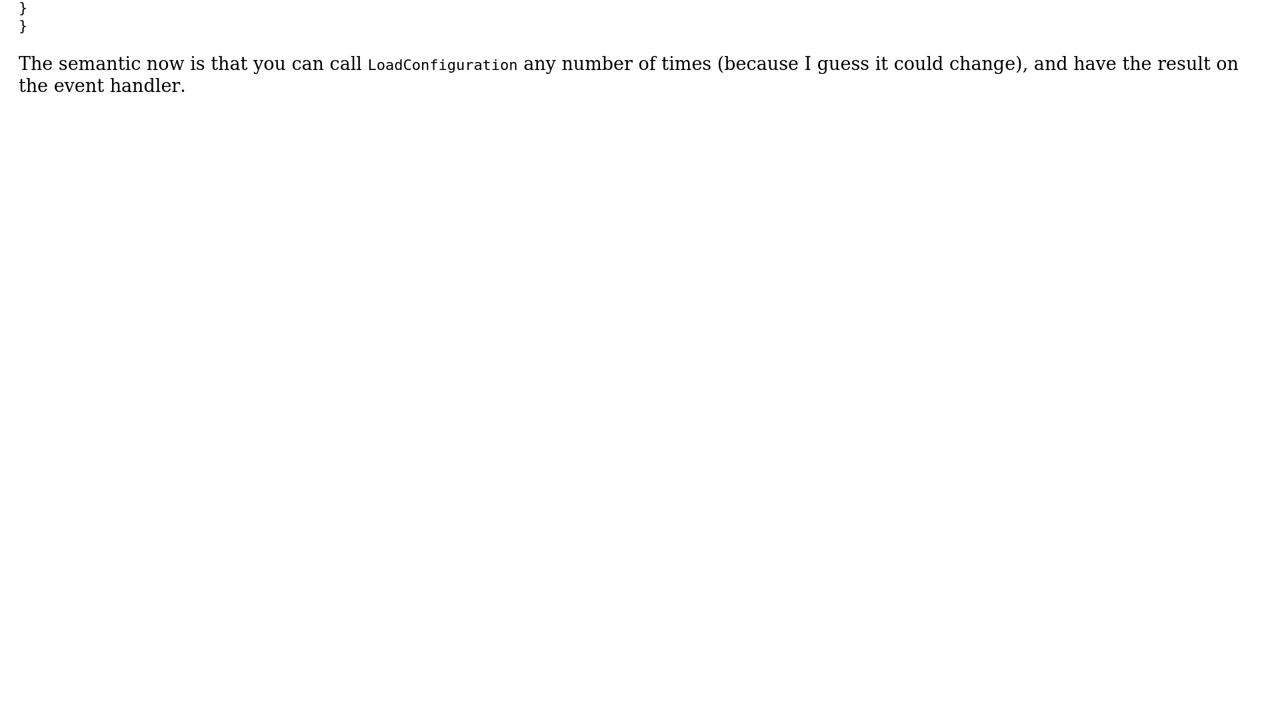 }
}
The semantic now is that you can call LoadConfiguration any number of times (because I guess it could change), and have the result on
the event handler.